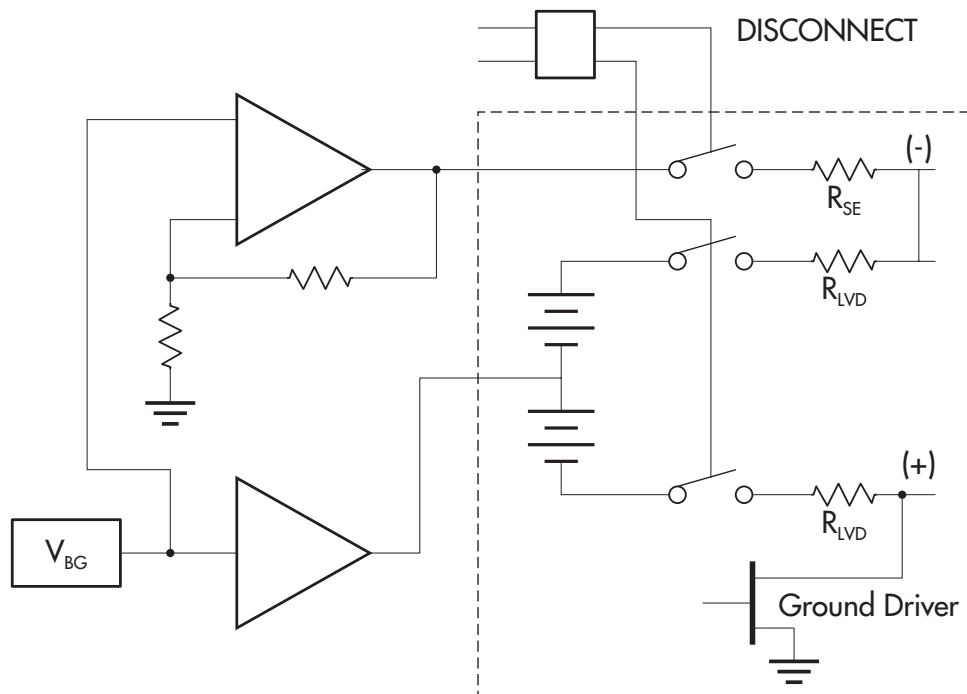 DISCONNECT
(-)
R_SE
R_LVD
(+)
R_LVD
V_BG
Ground Driver